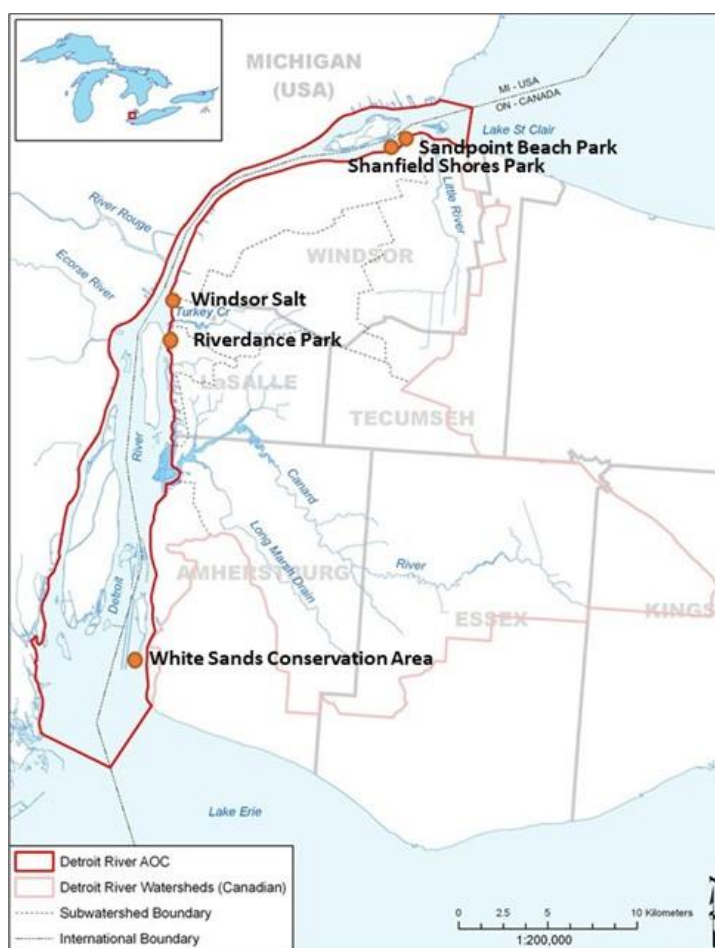 MICHIGAN
(USA)
MI - USA
ON - CANADA
Lake St Clair
Sandpoint Beach Park
Shanfield Shores Park
Little River
River Rouge
WINDSOR
Ecorse River
Windsor Salt
Turkey Cr
Riverdance Park
LaSALLE
TECUMSEH
River
Canard
Long Marsh Drain
River
AMHERSTBURG
Detroit
ESSEX
KINGS
White Sands Conservation Area
Lake Erie
Detroit River AOC
Detroit River Watersheds (Canadian)
Subwatershed Boundary
International Boundary
0 2.5 5 10 Kilometers
1:200,000